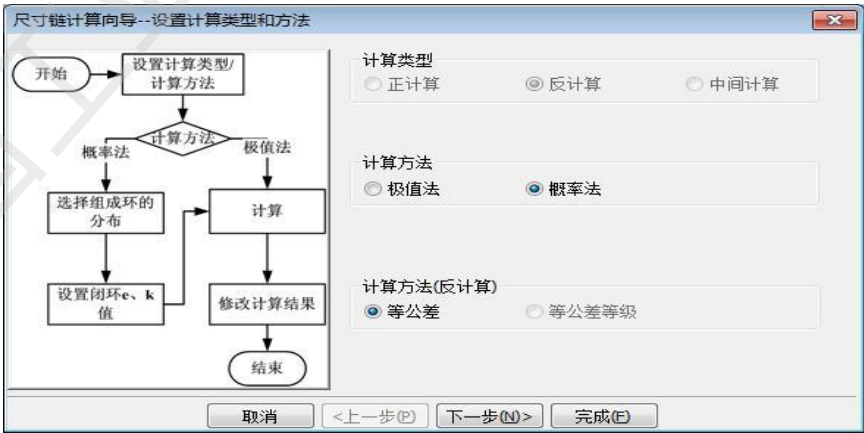 尺寸链计算向导--设置计算类型和方法
开始
设置计算类型/
计算方法
计算方法
概率法
极值法
选择组成环的
分布
计算
设置闭环e、k
值
修改计算结果
结束
计算类型
正计算
反计算
中间计算
计算方法
极值法
概率法
计算方法(反计算)
等公差
等公差等级
取消
<上一步(P)
下一步(N)>
完成(F)